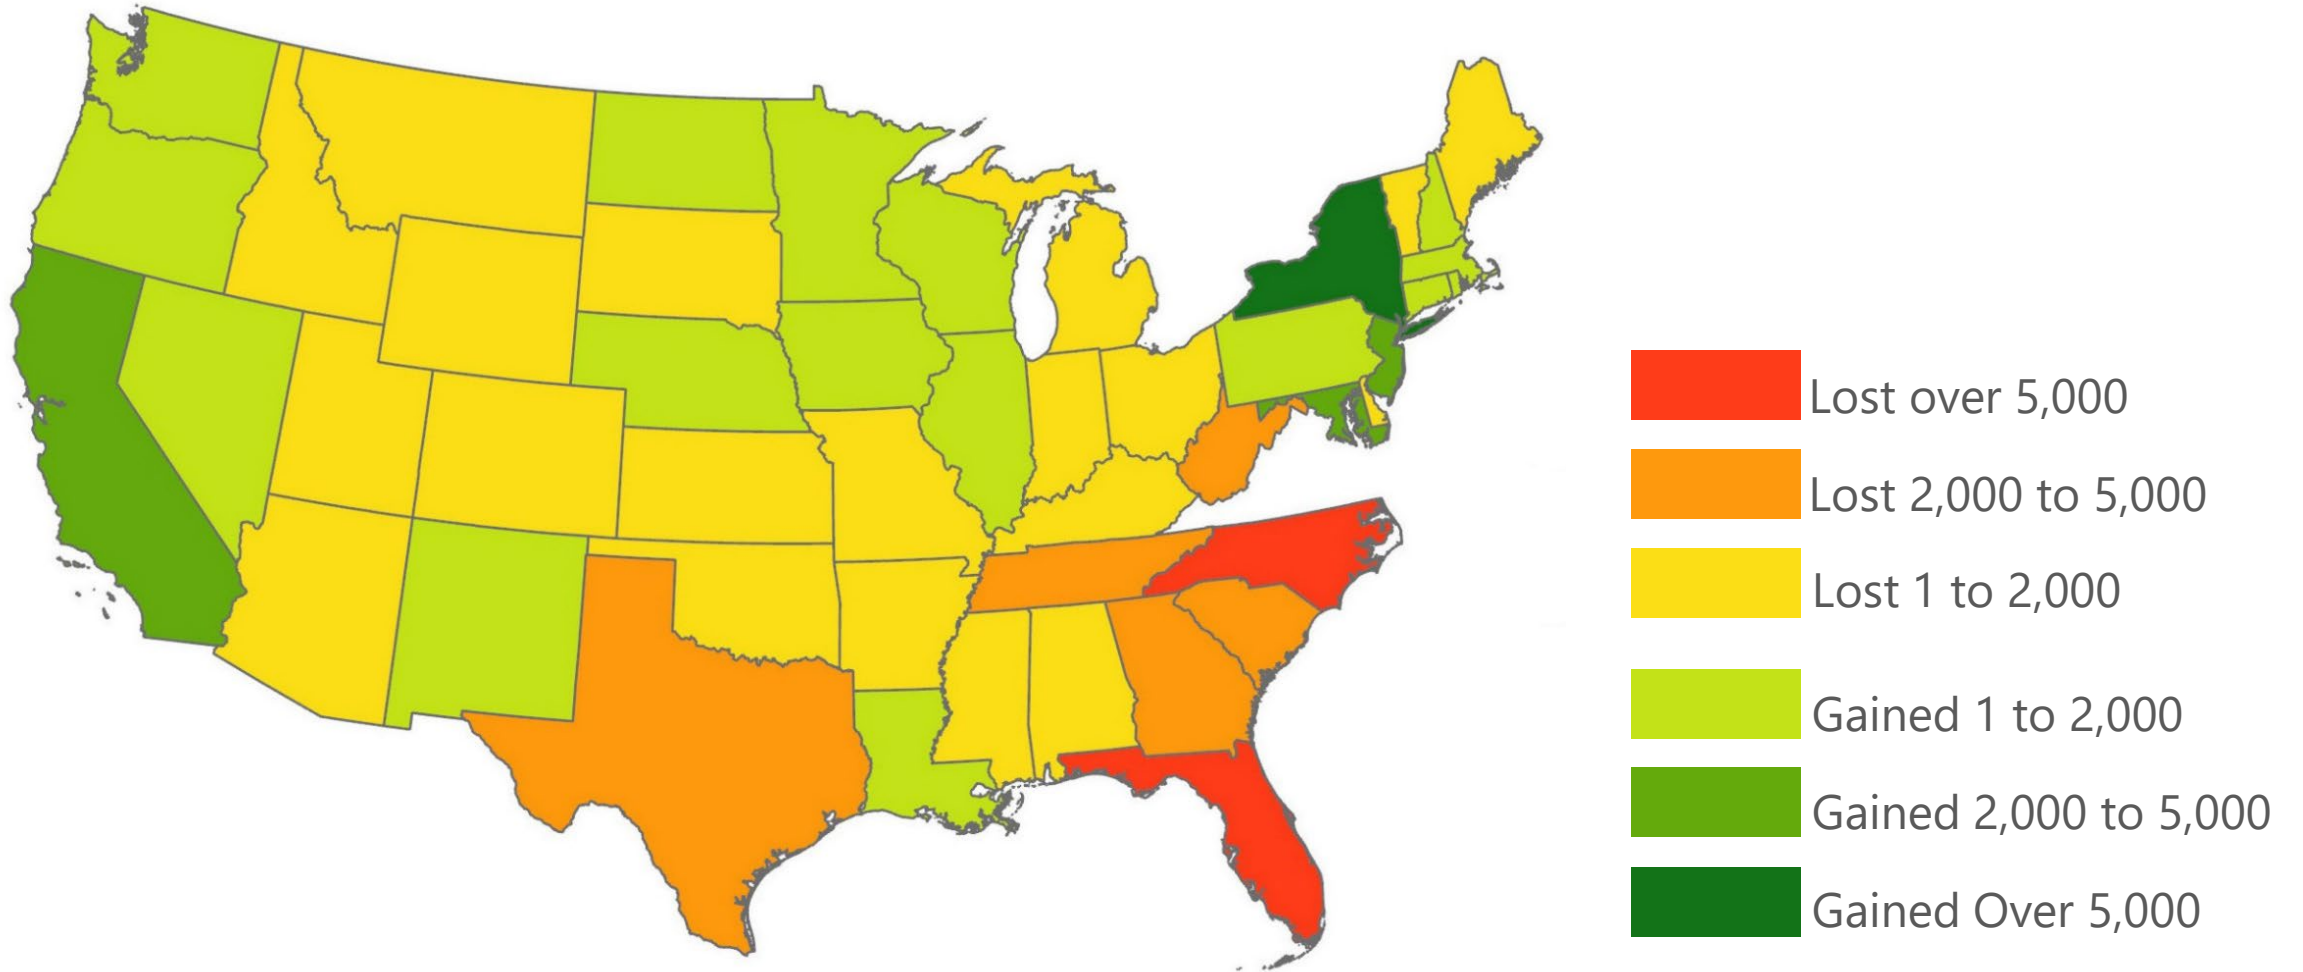 Lost over 5,000
Lost 2,000 to 5,000
Lost 1 to 2,000
Gained 1 to 2,000
Gained 2,000 to 5,000
Gained Over 5,000